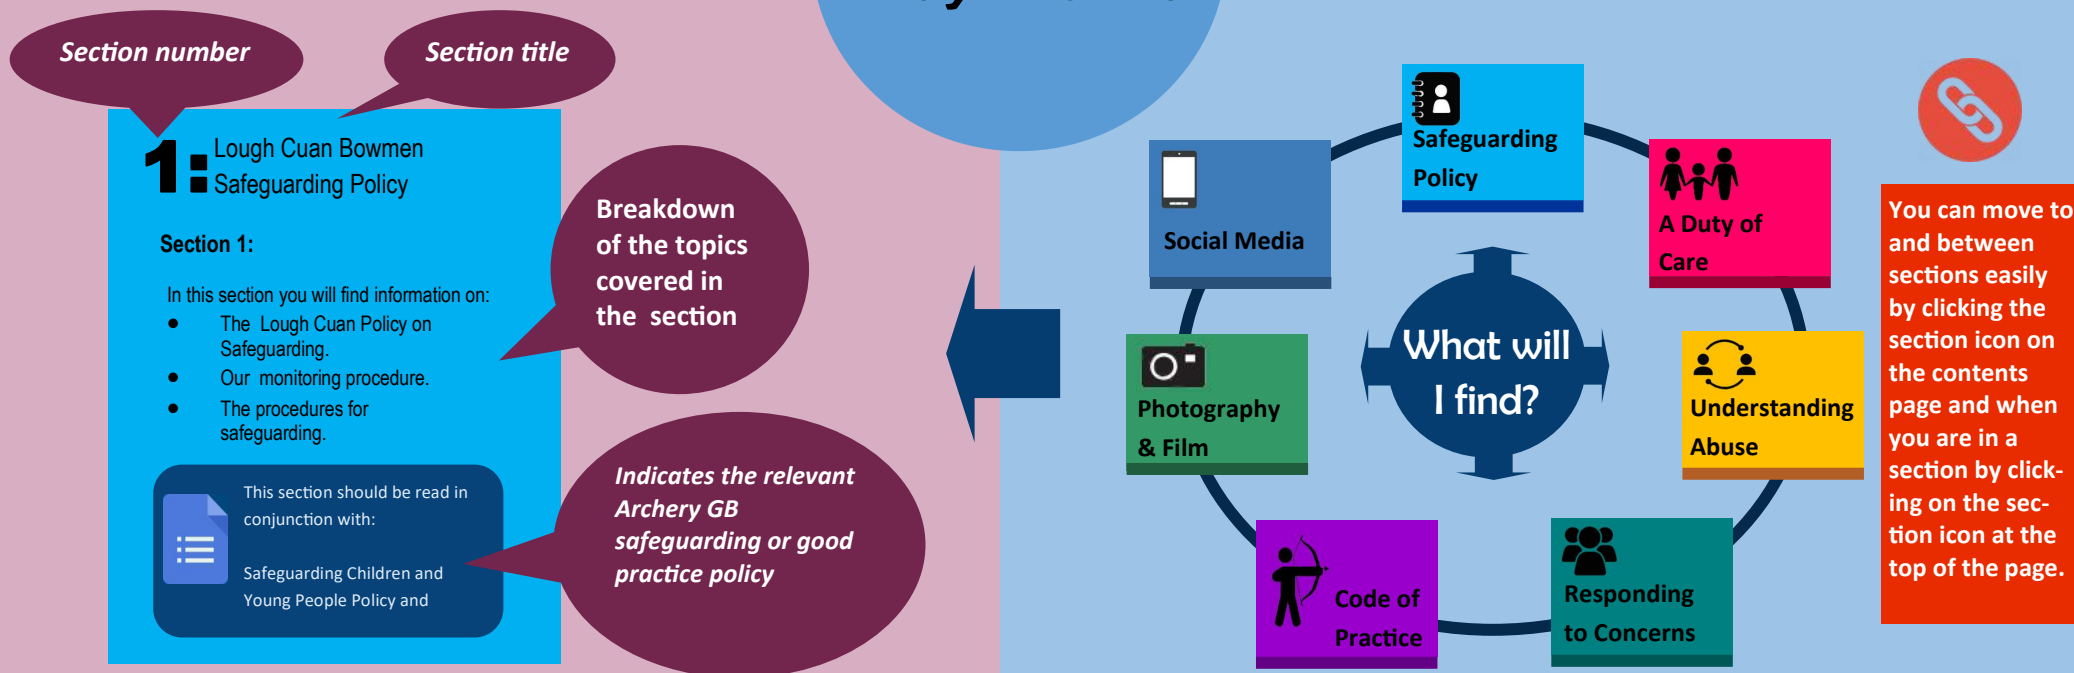 Section number
Section title
1:
Lough Cuan Bowmen
Safeguarding Policy
Section 1:
In this section you will find information on:
● The Lough Cuan Policy on
Safeguarding.
● Our monitoring procedure.
● The procedures for
safeguarding.
This section should be read in
conjunction with:
Safeguarding Children and
Young People Policy and
Breakdown
of the topics
covered in
the section
Indicates the relevant
Archery GB
safeguarding or good
practice policy
What will
I find?
Safeguarding
Policy
A Duty of
Care
Understanding
Abuse
Responding
to Concerns
Code of
Practice
Photography
& Film
Social Media
You can move to
and between
sections easily
by clicking the
section icon on
the contents
page and when
you are in a
section by click-
ing on the sec-
tion icon at the
top of the page.